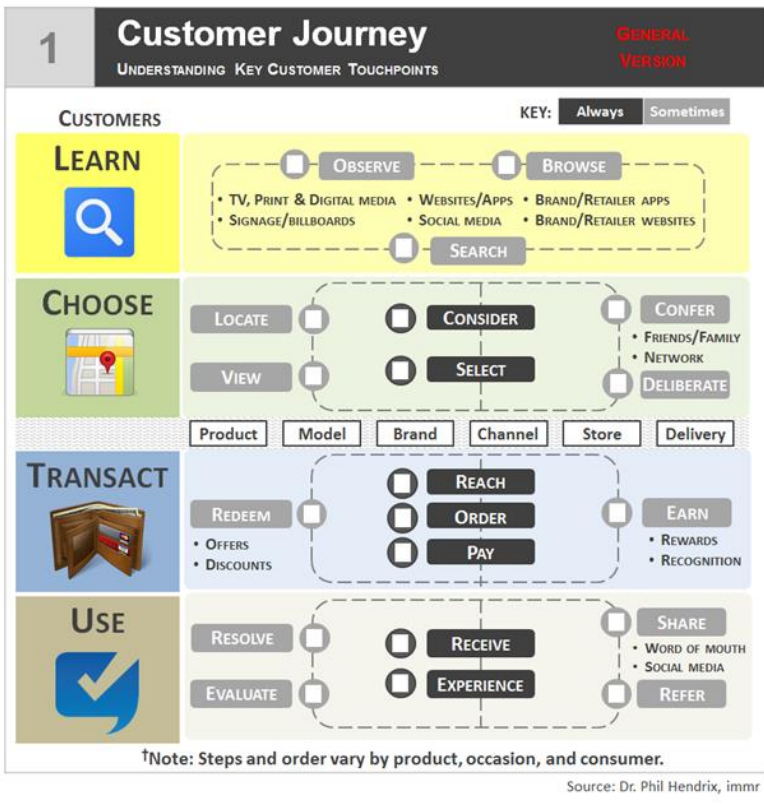 1
Customer Journey
UNDERSTANDING KEY CUSTOMER TOUCHPOINTS
GENERAL
VERSION
CUSTOMERS
KEY: Always Sometimes
LEARN
OBSERVE BROWSE
• TV, PRINT & DIGITAL MEDIA • WEBSITES/APPS • BRAND/RETAILER APPS
• SIGNAGE/BILLBOARDS • SOCIAL MEDIA • BRAND/RETAILER WEBSITES
SEARCH
CHOOSE
LOCATE CONSIDER CONFER
• FRIENDS/FAMILY
• NETWORK
VIEW SELECT DELIBERATE
Product Model Brand Channel Store Delivery
TRANSACT
REACH
REDEEM ORDER EARN
• OFFERS
• DISCOUNTS
PAY
• REWARDS
• RECOGNITION
USE
RESOLVE RECEIVE SHARE
• WORD OF MOUTH
• SOCIAL MEDIA
EVALUATE EXPERIENCE REFER
†Note: Steps and order vary by product, occasion, and consumer.
Source: Dr. Phil Hendrix, immr